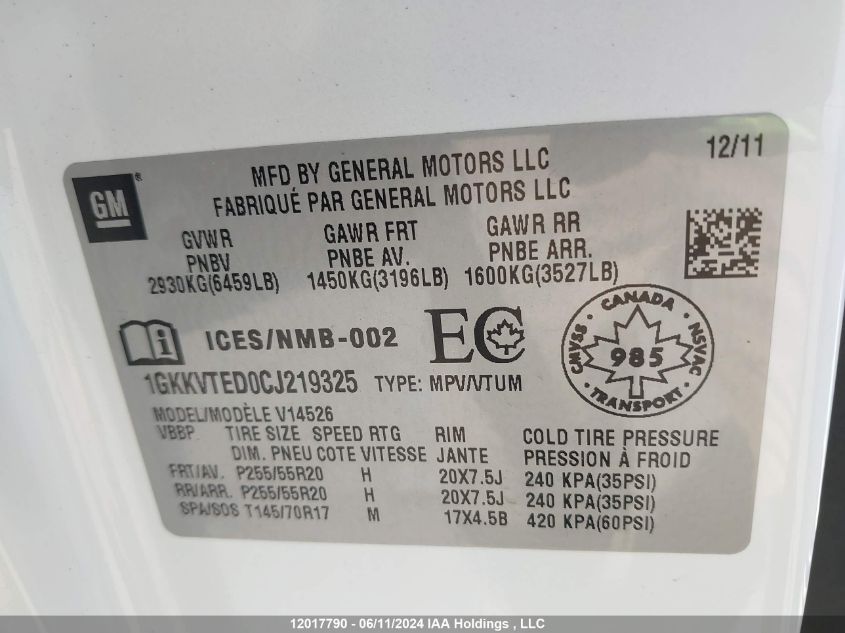 12/11
GM®
MFD BY GENERAL MOTORS LLC
FABRIQUÉ PAR GENERAL MOTORS LLC
GVWR GAWR FRT GAWR RR
PNBV PNBE AV. PNBE ARR.
2930KG(6459LB) 1450KG(3196LB) 1600KG(3527LB)
i ICES/NMB-002 EC
CANADA
CMVSS 985 NSVAC
TRANSPORT
1GKKVTED0CJ219325 TYPE: MPV/VTUM
MODEL/MODÈLE V14526
VBBP TIRE SIZE SPEED RTG RIM COLD TIRE PRESSURE
DIM. PNEU COTE VITESSE JANTE PRESSION À FROID
FRT/AV. P255/55R20 H 20X7.5J 240 KPA(35PSI)
RR/ARR. P255/55R20 H 20X7.5J 240 KPA(35PSI)
SPA/SOS T145/70R17 M 17X4.5B 420 KPA(60PSI)
12017790 - 06/11/2024 IAA Holdings , LLC